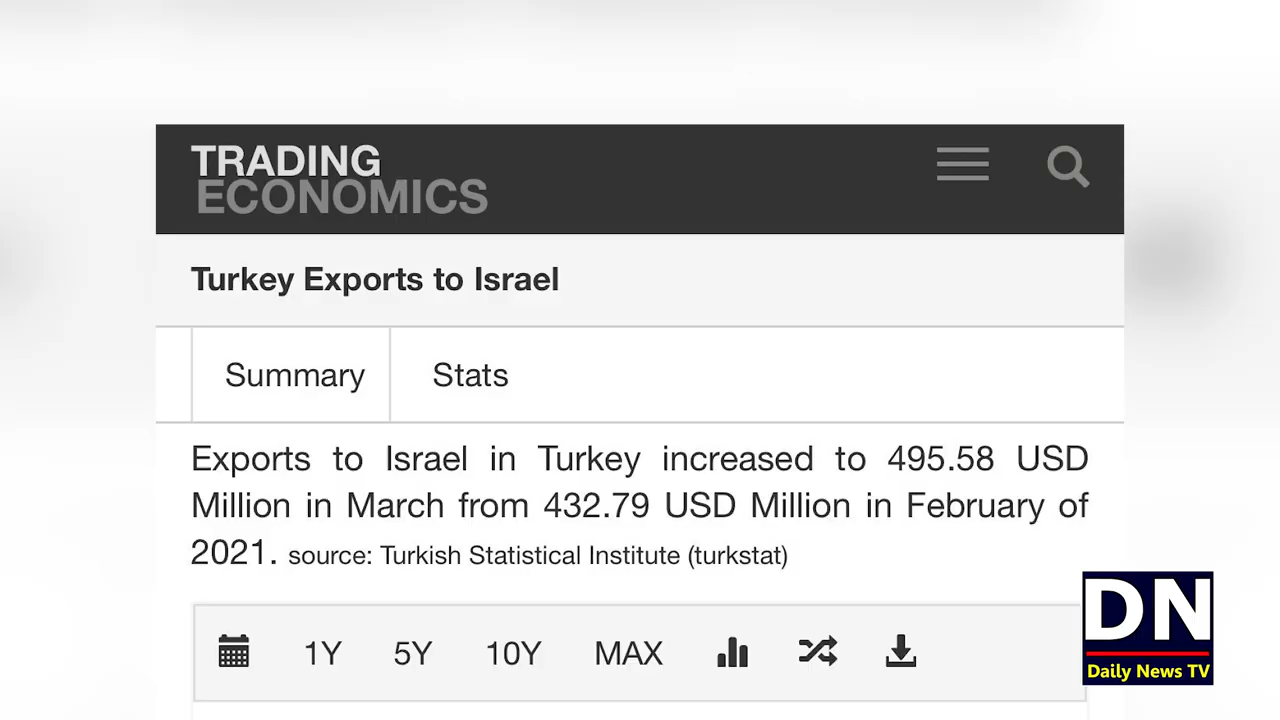 TRADING
ECONOMICS
Turkey Exports to Israel
Summary Stats
Exports to Israel in Turkey increased to 495.58 USD
Million in March from 432.79 USD Million in February of
2021. source: Turkish Statistical Institute (turkstat)
1Y 5Y 10Y MAX
DN
Daily News TV